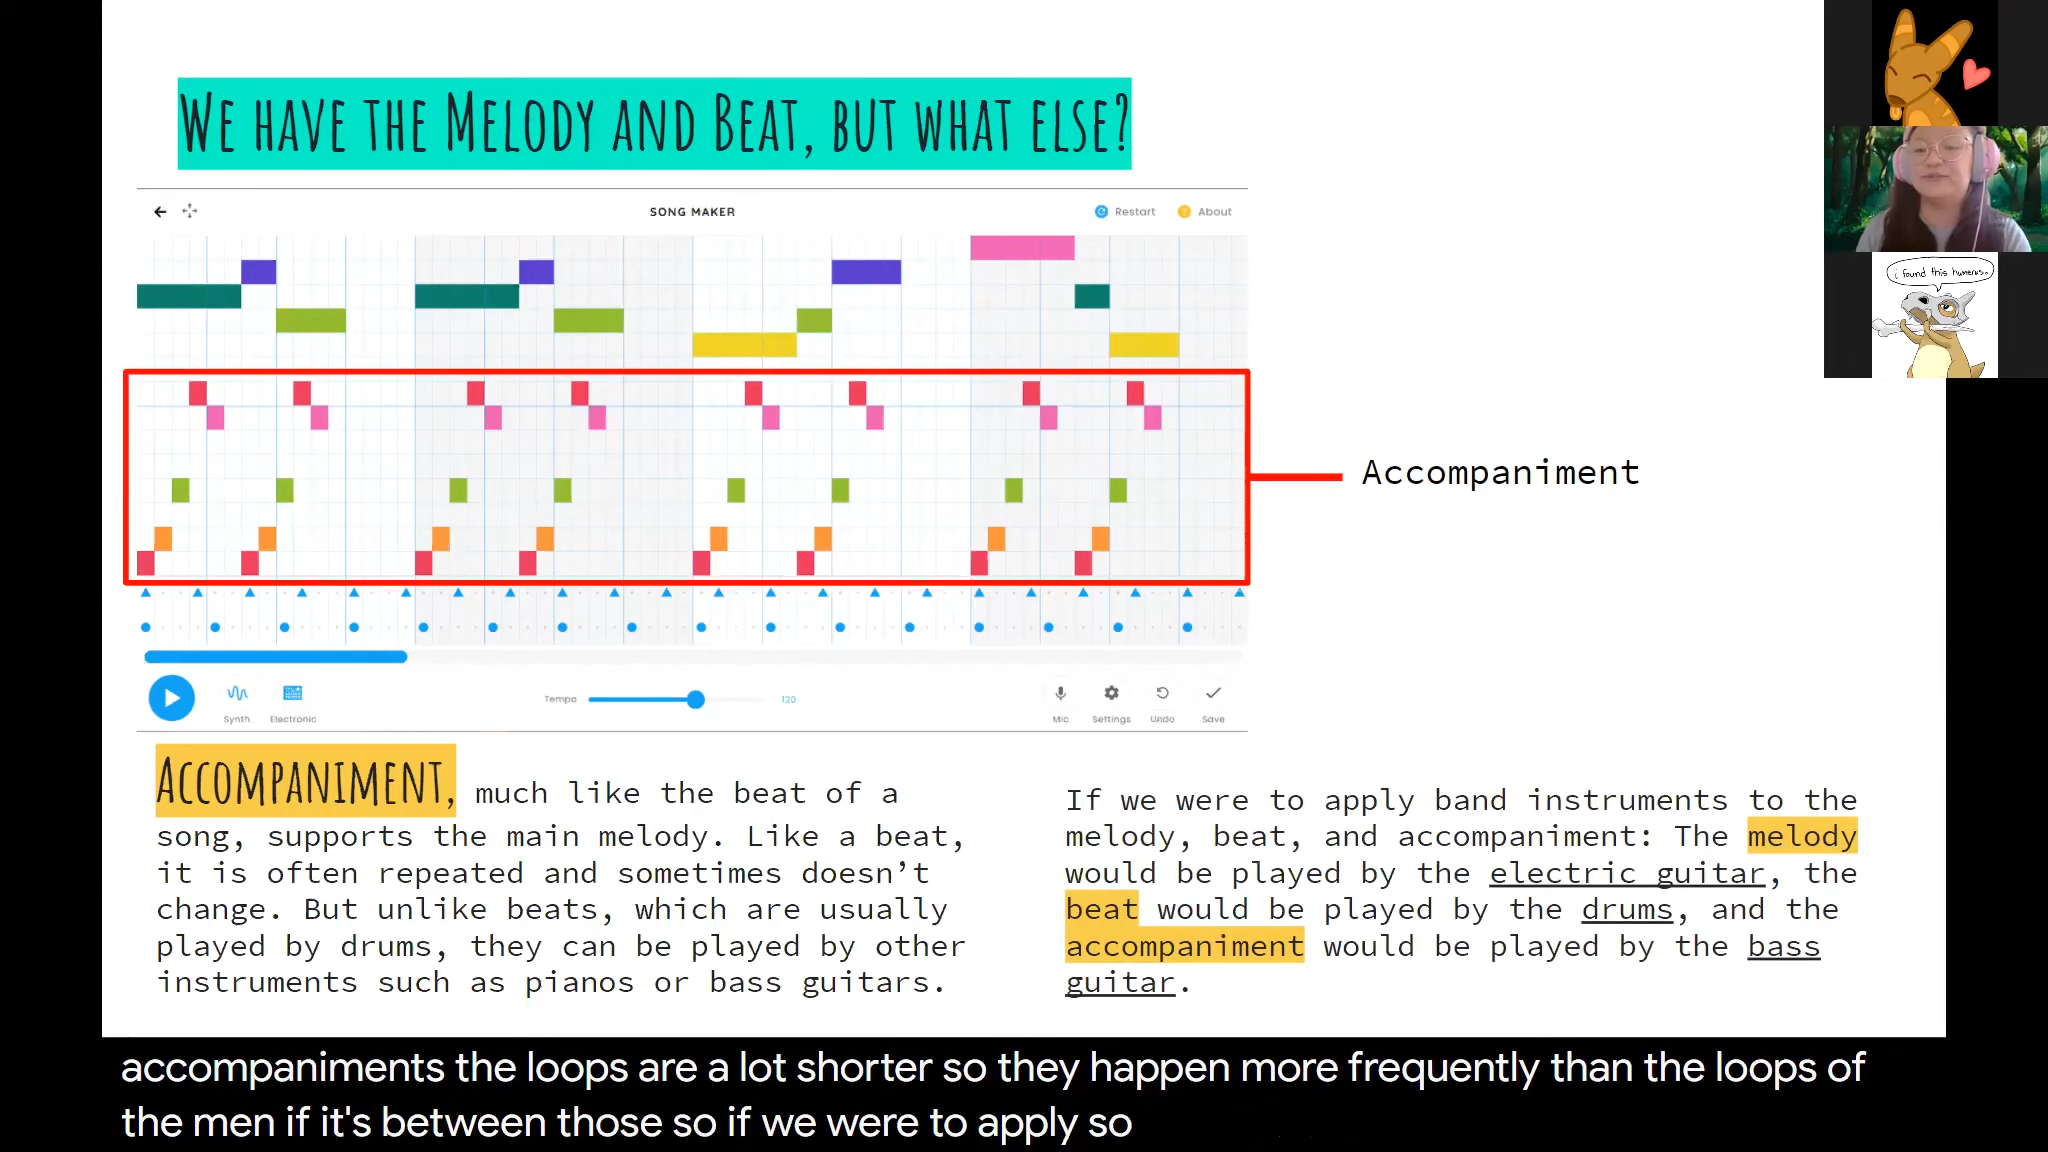 WE HAVE THE MELODY AND BEAT, BUT WHAT ELSE?
SONG MAKER
Restart
About
i found this humerus.
Accompaniment
Tempo
120
Synth
Electronic
Mic
Settings
Undo
Save
ACCOMPANIMENT, much like the beat of a
song, supports the main melody. Like a beat,
it is often repeated and sometimes doesn’t
change. But unlike beats, which are usually
played by drums, they can be played by other
instruments such as pianos or bass guitars.
If we were to apply band instruments to the
melody, beat, and accompaniment: The melody
would be played by the electric guitar, the
beat would be played by the drums, and the
accompaniment would be played by the bass
guitar.
accompaniments the loops are a lot shorter so they happen more frequently than the loops of
the men if it's between those so if we were to apply so